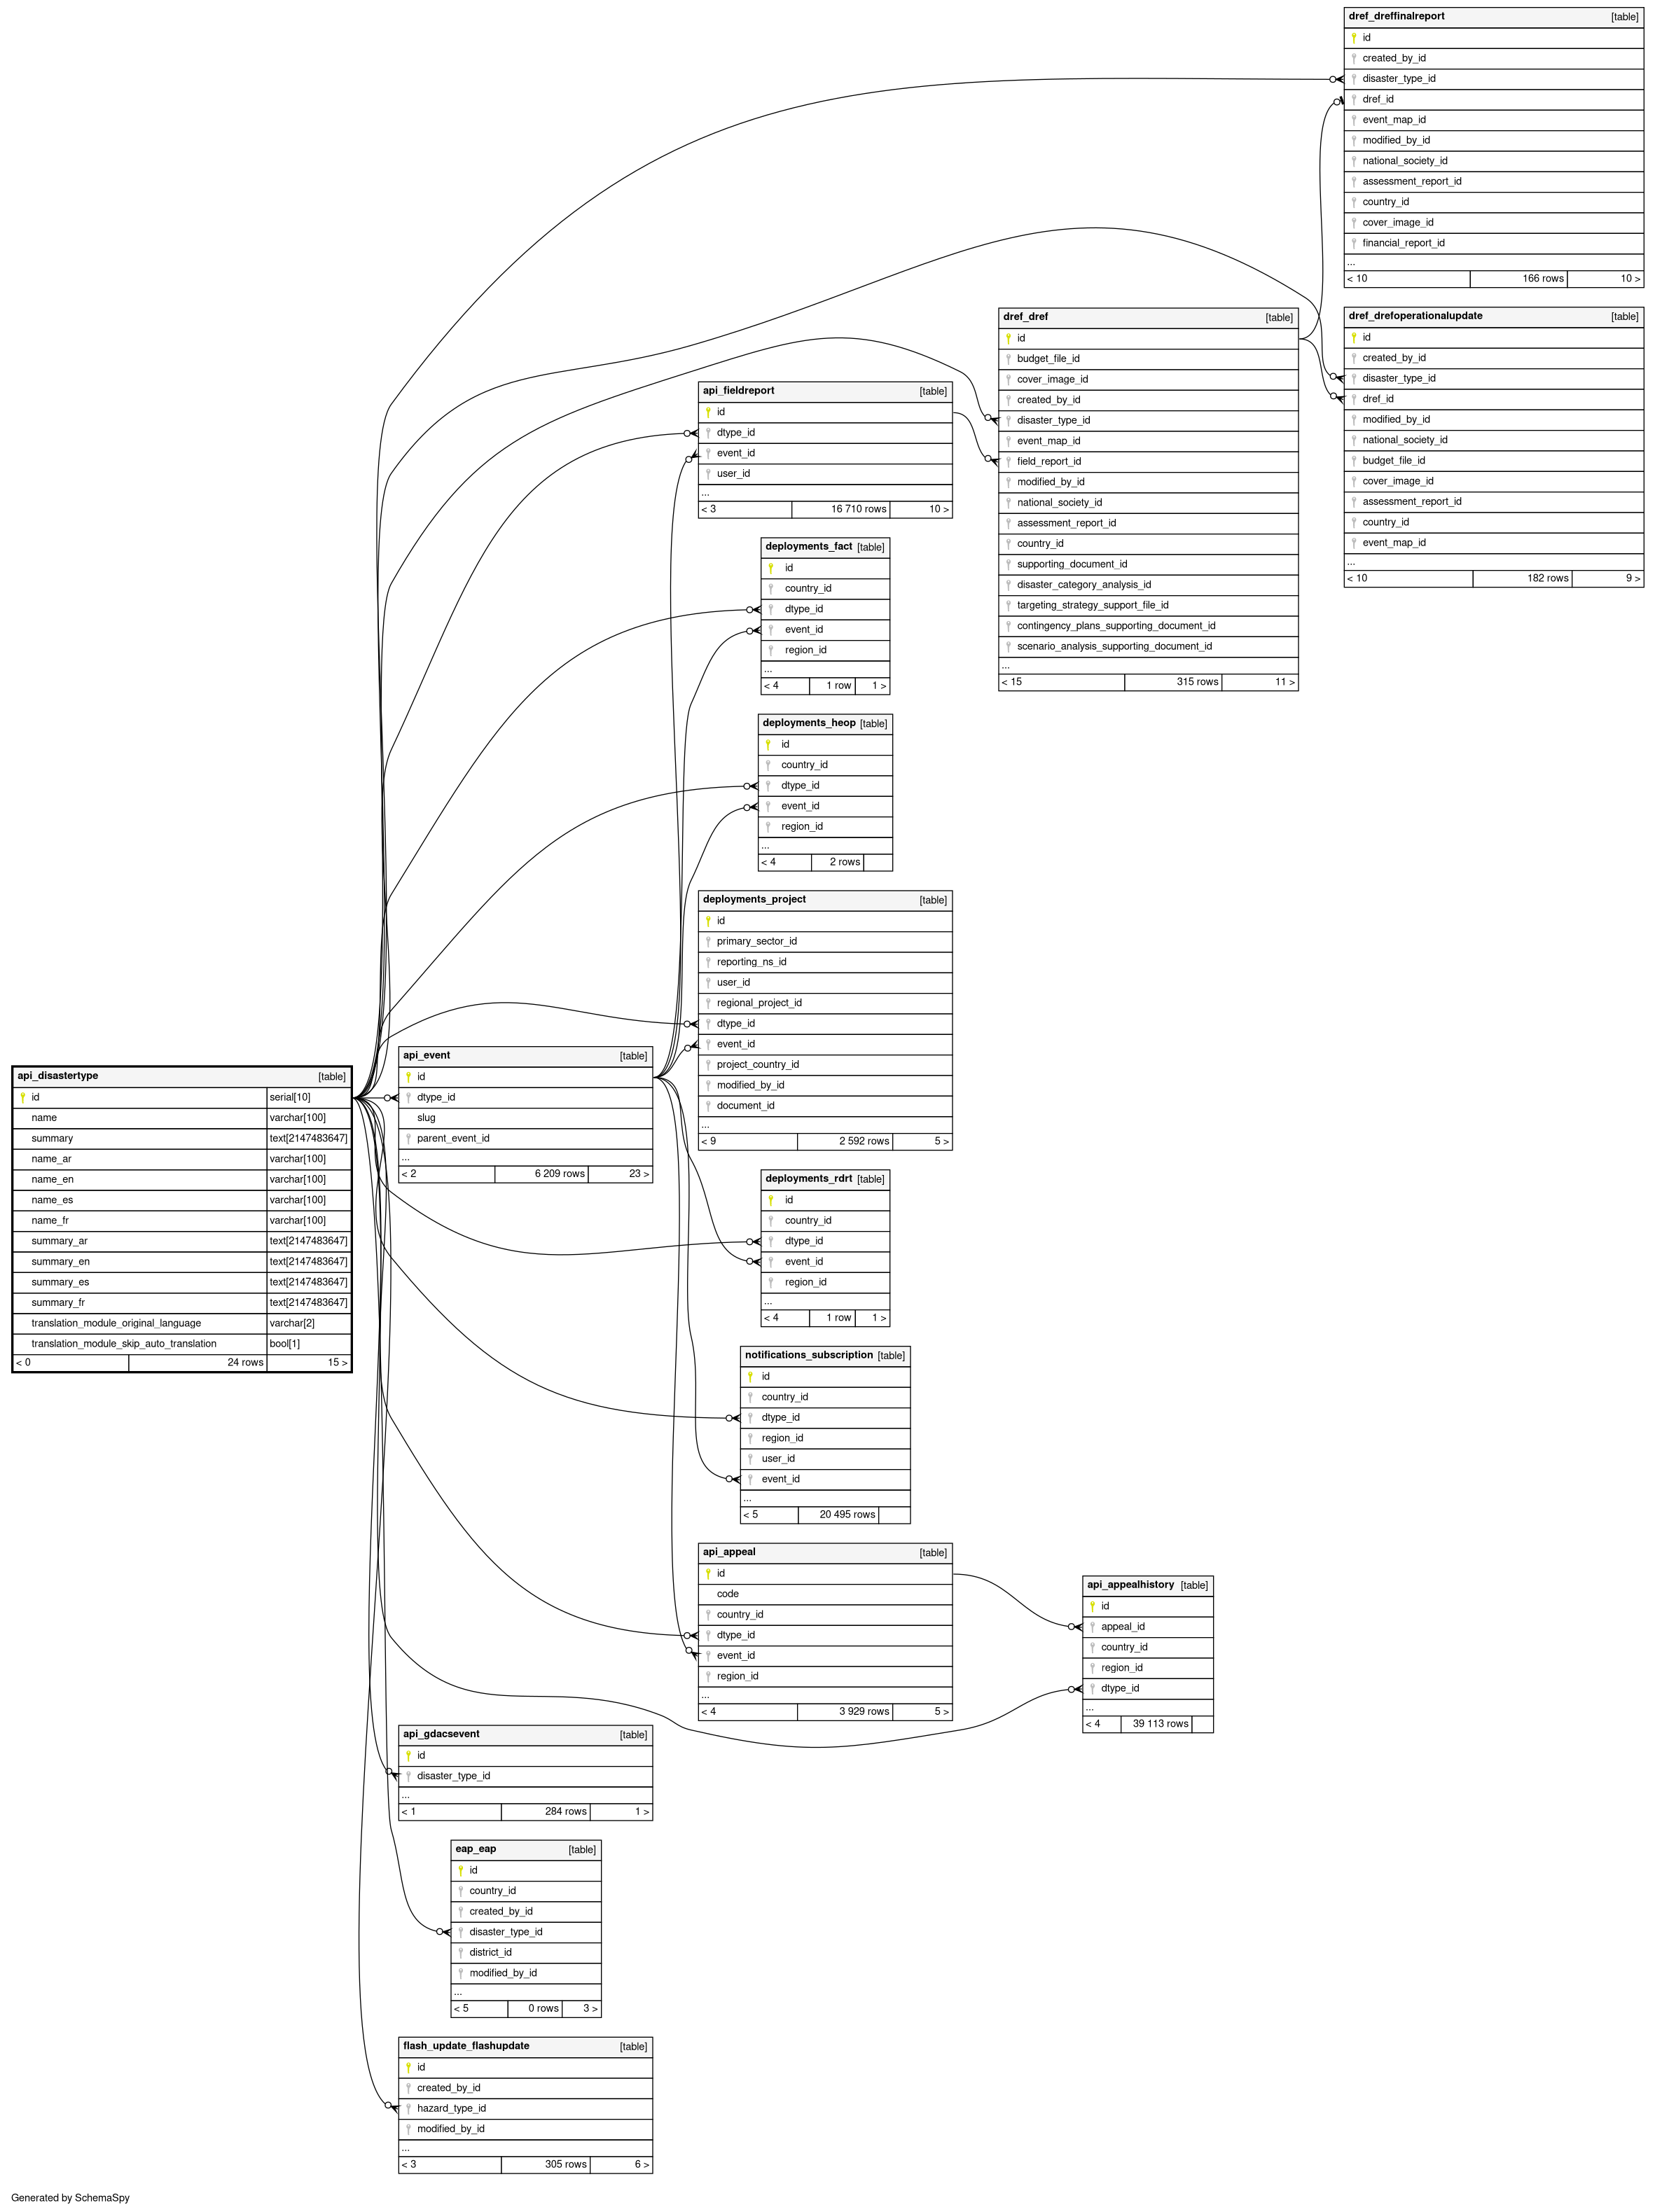 dref_dreffinalreport [table]
id
created_by_id
disaster_type_id
dref_id
event_map_id
modified_by_id
national_society_id
assessment_report_id
country_id
cover_image_id
financial_report_id
...
< 10 166 rows 10 >
dref_drefoperationalupdate [table]
id
created_by_id
disaster_type_id
dref_id
modified_by_id
national_society_id
budget_file_id
cover_image_id
assessment_report_id
country_id
event_map_id
...
< 10 182 rows 9 >
dref_dref [table]
id
budget_file_id
cover_image_id
created_by_id
disaster_type_id
event_map_id
field_report_id
modified_by_id
national_society_id
assessment_report_id
country_id
supporting_document_id
disaster_category_analysis_id
targeting_strategy_support_file_id
contingency_plans_supporting_document_id
scenario_analysis_supporting_document_id
...
< 15 315 rows 11 >
api_fieldreport [table]
id
dtype_id
event_id
user_id
...
< 3 16 710 rows 10 >
deployments_fact [table]
id
country_id
dtype_id
event_id
region_id
...
< 4 1 row 1 >
deployments_heop [table]
id
country_id
dtype_id
event_id
region_id
...
< 4 2 rows
deployments_project [table]
id
primary_sector_id
reporting_ns_id
user_id
regional_project_id
dtype_id
event_id
project_country_id
modified_by_id
document_id
...
< 9 2 592 rows 5 >
api_event [table]
id
dtype_id
slug
parent_event_id
...
< 2 6 209 rows 23 >
api_disastertype [table]
id serial[10]
name varchar[100]
summary text[2147483647]
name_ar varchar[100]
name_en varchar[100]
name_es varchar[100]
name_fr varchar[100]
summary_ar text[2147483647]
summary_en text[2147483647]
summary_es text[2147483647]
summary_fr text[2147483647]
translation_module_original_language varchar[2]
translation_module_skip_auto_translation bool[1]
< 0 24 rows 15 >
deployments_rdrt [table]
id
country_id
dtype_id
event_id
region_id
...
< 4 1 row 1 >
notifications_subscription [table]
id
country_id
dtype_id
region_id
user_id
event_id
...
< 5 20 495 rows
api_appeal [table]
id
code
country_id
dtype_id
event_id
region_id
...
< 4 3 929 rows 5 >
api_appealhistory [table]
id
appeal_id
country_id
region_id
dtype_id
...
< 4 39 113 rows
api_gdacsevent [table]
id
disaster_type_id
...
< 1 284 rows 1 >
eap_eap [table]
id
country_id
created_by_id
disaster_type_id
district_id
modified_by_id
...
< 5 0 rows 3 >
flash_update_flashupdate [table]
id
created_by_id
hazard_type_id
modified_by_id
...
< 3 305 rows 6 >
Generated by SchemaSpy